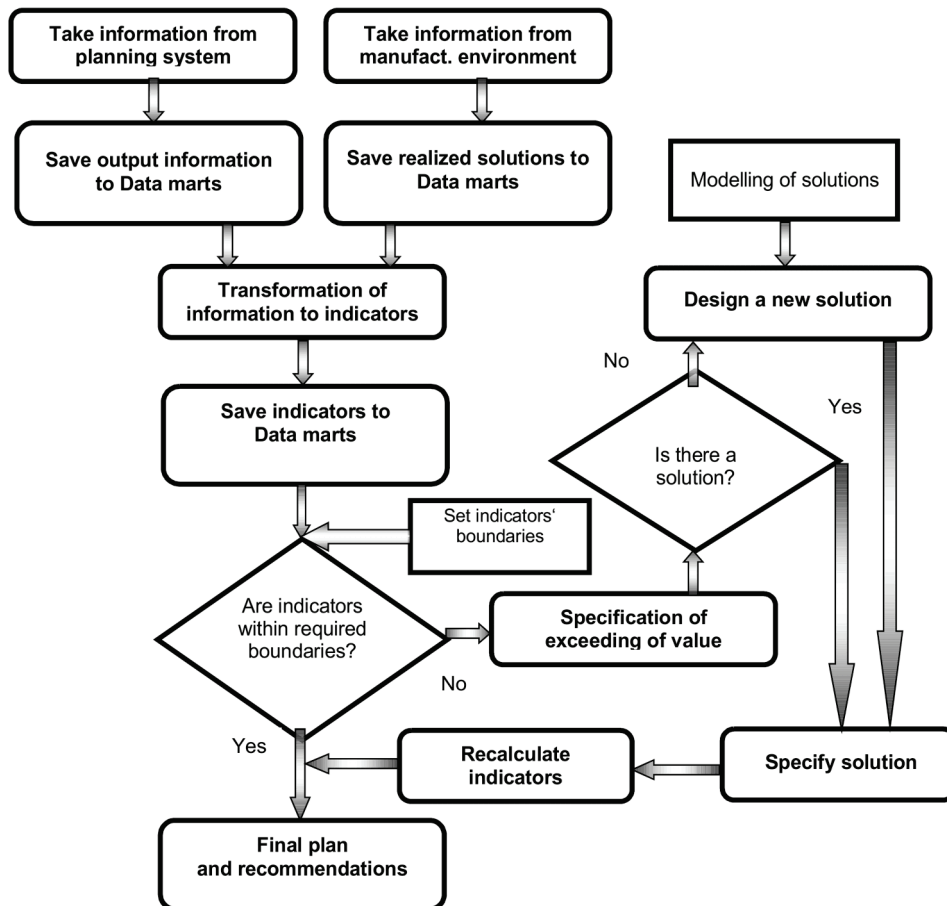 Take information from
planning system
Take information from
manufact. environment
Save output information
to Data marts
Save realized solutions to
Data marts
Modelling of solutions
Transformation of
information to indicators
Design a new solution
No
Yes
Save indicators to
Data marts
Is there a
solution?
Set indicators‘
boundaries
Are indicators
within required
boundaries?
Specification of
exceeding of value
No
Yes
Recalculate
indicators
Specify solution
Final plan
and recommendations